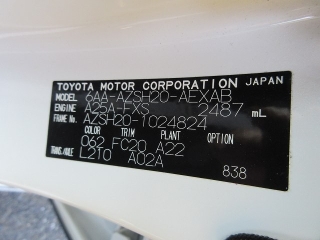 TOYOTA MOTOR CORPORATION JAPAN
MODEL 6AA-AZSH20-AEXAB
ENGINE A25A-FXS 2487 mL
FRAME No. AZSH20-1024824
COLOR TRIM PLANT OPTION
062 FC20 A22
TRANS./AXLE L210 A02A
838